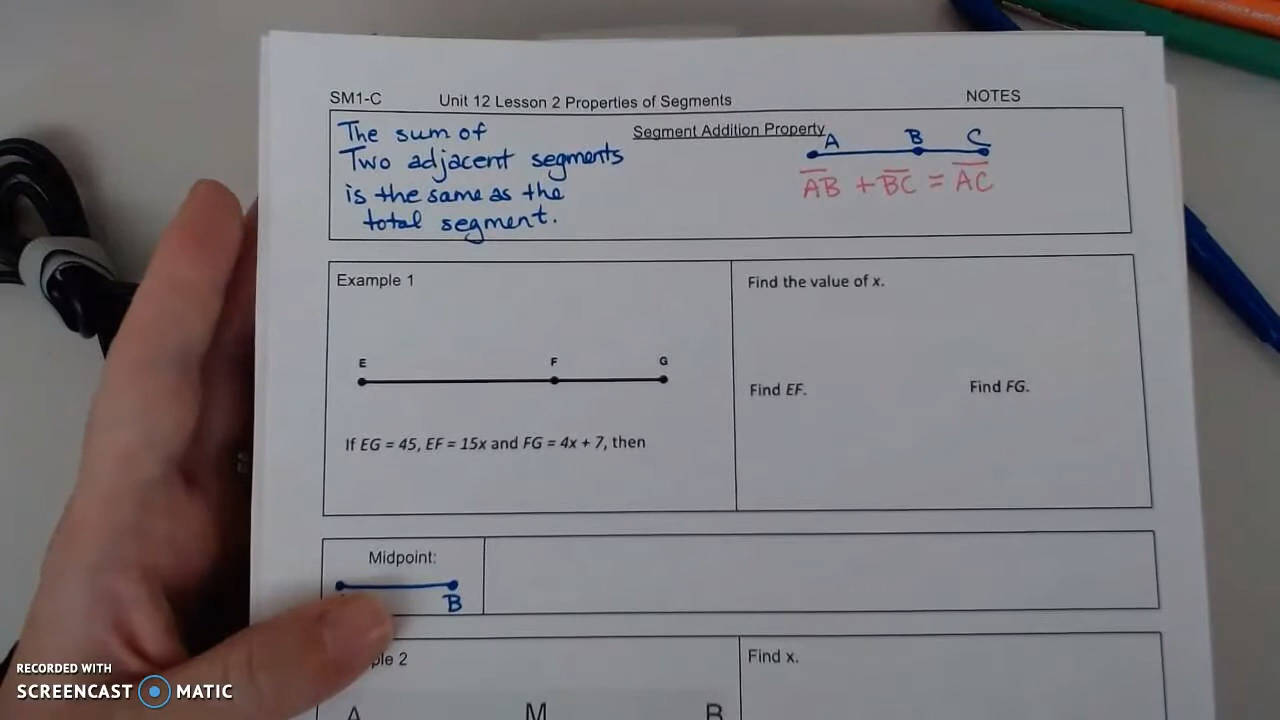 SM1-C Unit 12 Lesson 2 Properties of Segments NOTES
Segment Addition Property
The sum of
Two adjacent segments
is the same as the
total segment.
A B C
AB + BC = AC
Example 1
E F G
If EG = 45, EF = 15x and FG = 4x + 7, then
Find the value of x.
Find EF. Find FG.
Midpoint:
B
ple 2
A M B
Find x.
RECORDED WITH
SCREENCAST MATIC